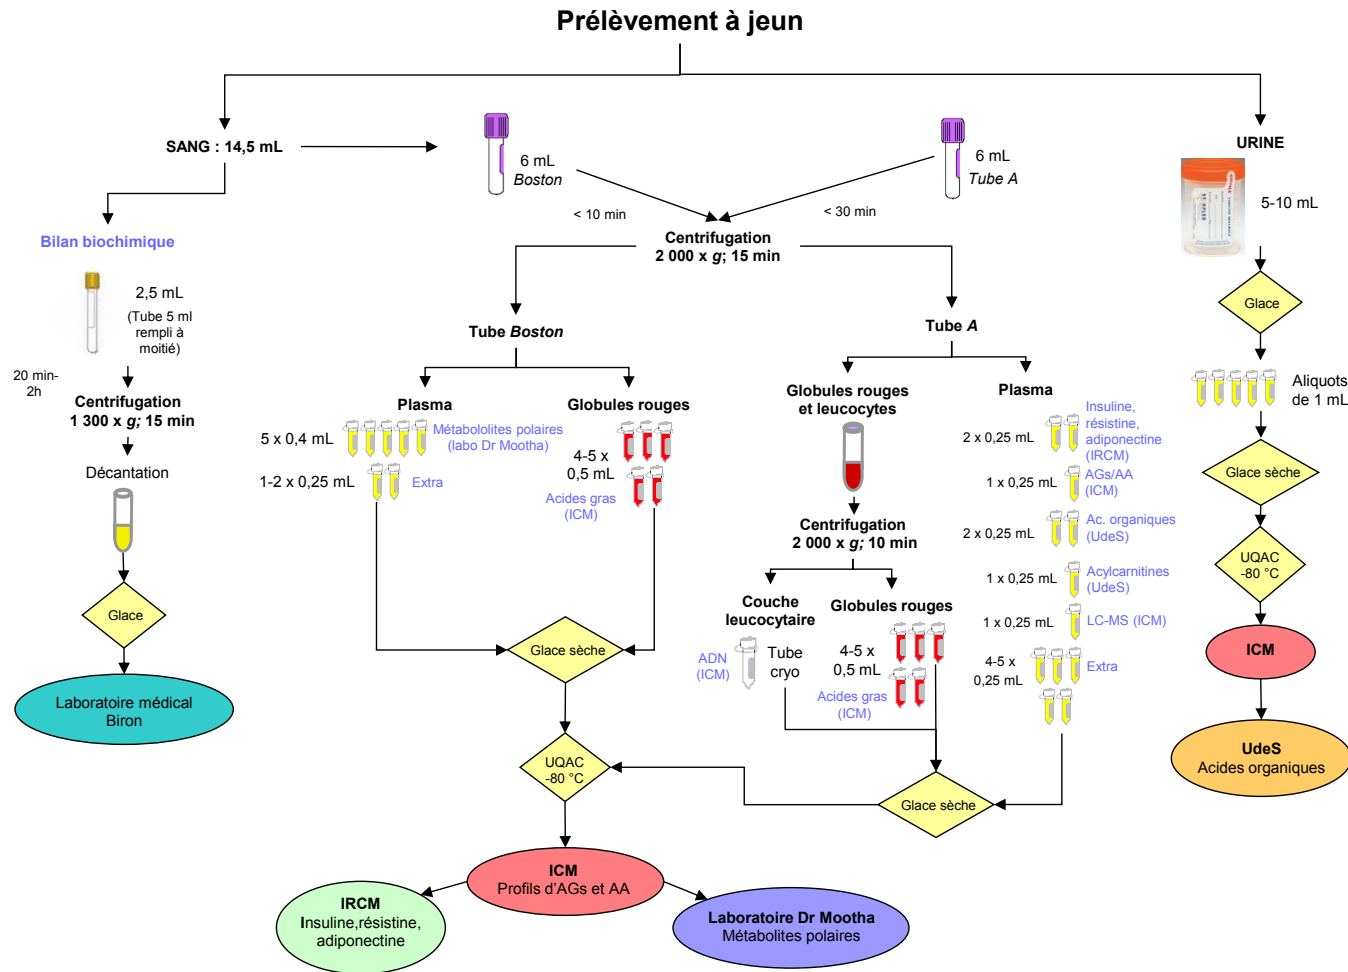 Prélèvement à jeun
SANG : 14,5 mL
6 mL
Boston
6 mL
Tube A
URINE
5-10 mL
< 10 min
< 30 min
Centrifugation
2 000 x g; 15 min
Bilan biochimique
2,5 mL
(Tube 5 ml
rempli à
moitié)
20 min-
2h
Centrifugation
1 300 x g; 15 min
Décantation
Glace
Laboratoire médical
Biron
Tube Boston
Plasma
5 x 0,4 mL
Métabololites polaires
(labo Dr Mootha)
1-2 x 0,25 mL
Extra
Globules rouges
4-5 x
0,5 mL
Acides gras
(ICM)
Glace sèche
UQAC
-80 °C
Tube A
Globules rouges
et leucocytes
Centrifugation
2 000 x g; 10 min
Couche
leucocytaire
ADN
(ICM)
Tube
cryo
Globules rouges
4-5 x
0,5 mL
Acides gras
(ICM)
Plasma
2 x 0,25 mL
Insuline,
résistine,
adiponectine
(IRCM)
1 x 0,25 mL
AGs/AA
(ICM)
2 x 0,25 mL
Ac. organiques
(UdeS)
1 x 0,25 mL
Acylcarnitines
(UdeS)
1 x 0,25 mL
LC-MS (ICM)
4-5 x
0,25 mL
Extra
Glace sèche
ICM
Profils d'AGs et AA
IRCM
Insuline,résistine,
adiponectine
Laboratoire Dr Mootha
Métabolites polaires
Glace
Aliquots
de 1 mL
Glace sèche
UQAC
-80 °C
ICM
UdeS
Acides organiques